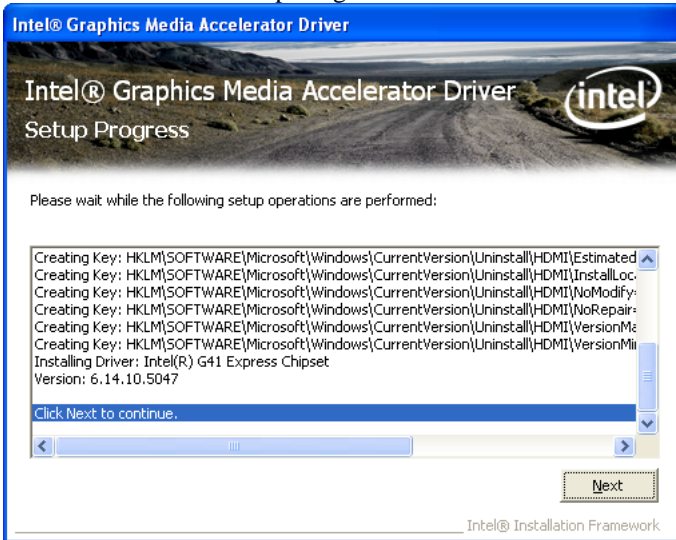 Intel® Graphics Media Accelerator Driver
Intel® Graphics Media Accelerator Driver
intel
Setup Progress
Please wait while the following setup operations are performed:
Creating Key: HKLM\SOFTWARE\Microsoft\Windows\CurrentVersion\Uninstall\HDMI\Estimated
Creating Key: HKLM\SOFTWARE\Microsoft\Windows\CurrentVersion\Uninstall\HDMI\InstallLoc
Creating Key: HKLM\SOFTWARE\Microsoft\Windows\CurrentVersion\Uninstall\HDMI\NoModify=
Creating Key: HKLM\SOFTWARE\Microsoft\Windows\CurrentVersion\Uninstall\HDMI\NoRepair=
Creating Key: HKLM\SOFTWARE\Microsoft\Windows\CurrentVersion\Uninstall\HDMI\VersionMa
Creating Key: HKLM\SOFTWARE\Microsoft\Windows\CurrentVersion\Uninstall\HDMI\VersionMi
Installing Driver: Intel(R) G41 Express Chipset
Version: 6.14.10.5047
Click Next to continue.
Next
Intel® Installation Framework